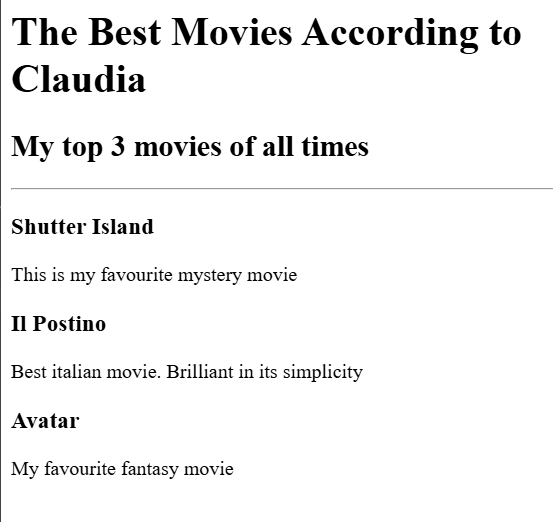 The Best Movies According to
Claudia
My top 3 movies of all times
Shutter Island
This is my favourite mystery movie
Il Postino
Best italian movie. Brilliant in its simplicity
Avatar
My favourite fantasy movie